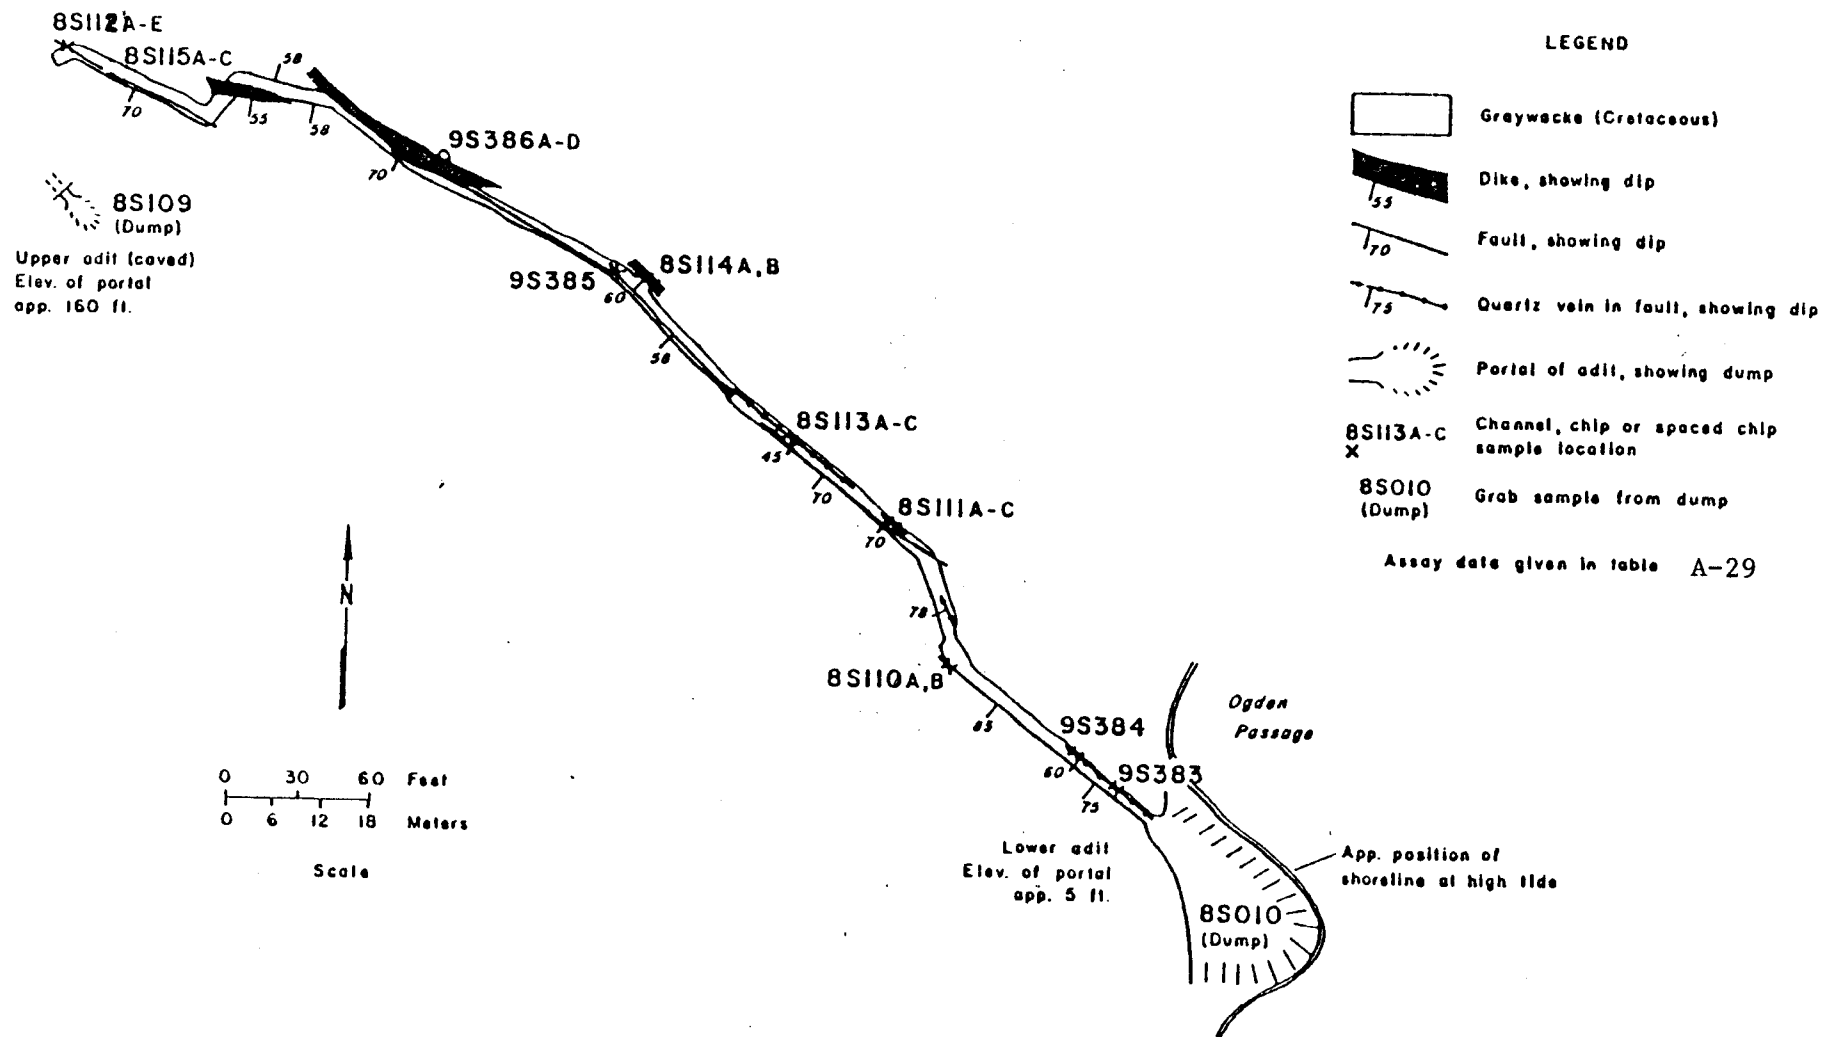 8S112A-E
8S115A-C
58
70
55
58
9S386A-D
70
8S109
(Dump)
Upper adit (caved)
Elev. of portal
app. 160 ft.
9S385
8S114A,B
60
58
8S113A-C
45
70
8S111A-C
70
78
8S110A,B
85
9S384
60
9S383
75
Ogden
Passage
Lower adit
Elev. of portal
app. 5 ft.
8S010
(Dump)
App. position of
shoreline at high tide
N
0 30 60 Feet
0 6 12 18 Meters
Scale
LEGEND
Graywacke (Cretaceous)
55
Dike, showing dip
70
Fault, showing dip
75
Quartz vein in fault, showing dip
Portal of adit, showing dump
8S113A-C
X
Channel, chip or spaced chip
sample location
8S010
(Dump)
Grab sample from dump
Assay data given in table A-29